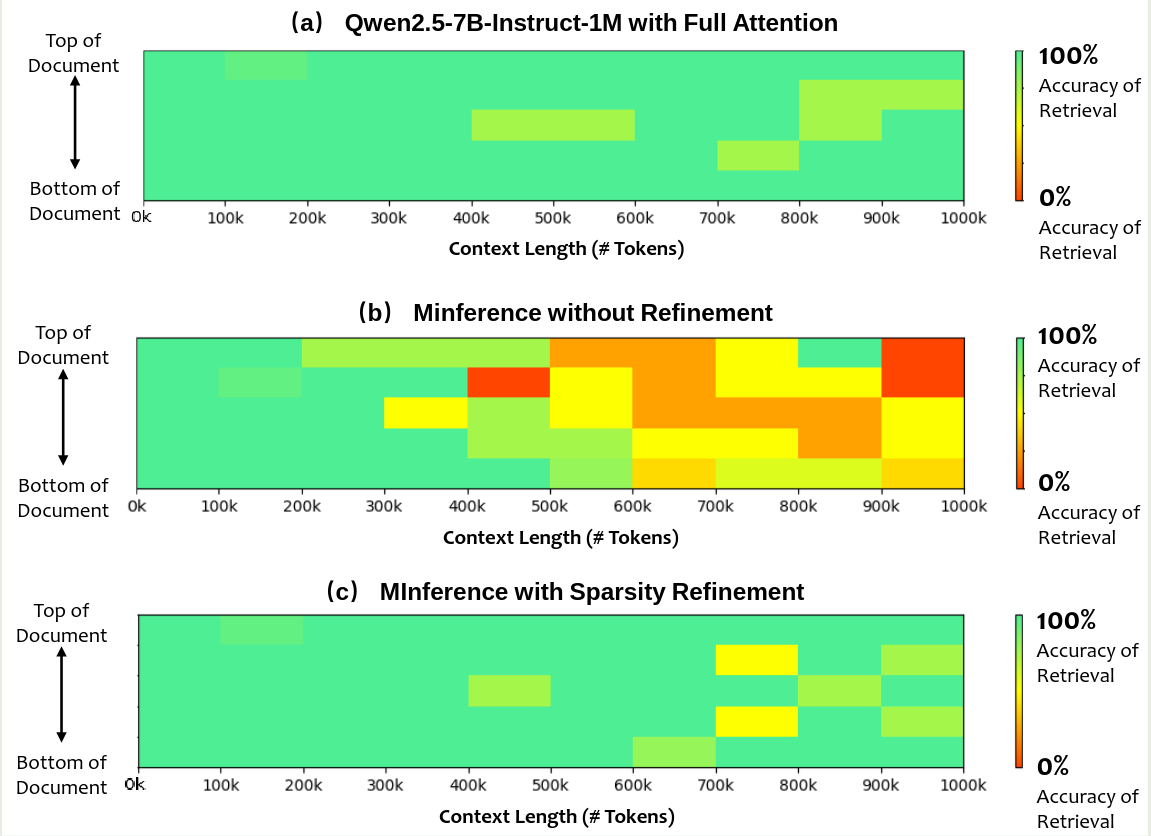 (a) Qwen2.5-7B-Instruct-1M with Full Attention
Top of
Document
Bottom of
Document
0k 100k 200k 300k 400k 500k 600k 700k 800k 900k 1000k
Context Length (# Tokens)
100%
Accuracy of
Retrieval
0%
Accuracy of
Retrieval
(b) Minference without Refinement
Top of
Document
Bottom of
Document
0k 100k 200k 300k 400k 500k 600k 700k 800k 900k 1000k
Context Length (# Tokens)
100%
Accuracy of
Retrieval
0%
Accuracy of
Retrieval
(c) MInference with Sparsity Refinement
Top of
Document
Bottom of
Document
0k 100k 200k 300k 400k 500k 600k 700k 800k 900k 1000k
Context Length (# Tokens)
100%
Accuracy of
Retrieval
0%
Accuracy of
Retrieval